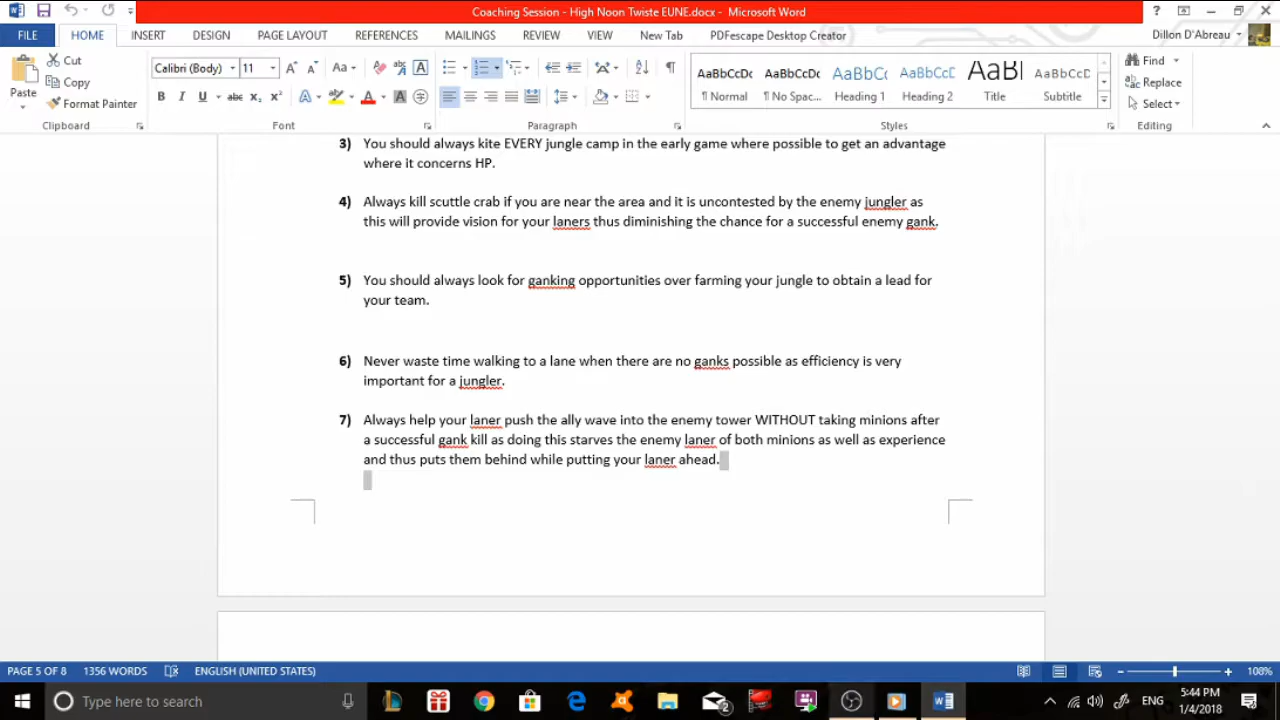 Coaching Session - High Noon Twiste EUNE.docx - Microsoft Word
FILE HOME INSERT DESIGN PAGE LAYOUT REFERENCES MAILINGS REVIEW VIEW New Tab PDFescape Desktop Creator Dillon D'Abreau
Paste
Cut
Copy
Format Painter
Calibri (Body) 11
AaBbCcDc AaBbCcDc AaBbCc AaBbCcD AaBI AaBbCcD
¶ Normal ¶ No Spac... Heading 1 Heading 2 Title Subtitle
Find
Replace
Select
Clipboard Font Paragraph Styles Editing
3) You should always kite EVERY jungle camp in the early game where possible to get an advantage
where it concerns HP.
4) Always kill scuttle crab if you are near the area and it is uncontested by the enemy jungler as
this will provide vision for your laners thus diminishing the chance for a successful enemy gank.
5) You should always look for ganking opportunities over farming your jungle to obtain a lead for
your team.
6) Never waste time walking to a lane when there are no ganks possible as efficiency is very
important for a jungler.
7) Always help your laner push the ally wave into the enemy tower WITHOUT taking minions after
a successful gank kill as doing this starves the enemy laner of both minions as well as experience
and thus puts them behind while putting your laner ahead.
PAGE 5 OF 8 1356 WORDS ENGLISH (UNITED STATES) 108%
Type here to search
2
ENG
5:44 PM
1/4/2018